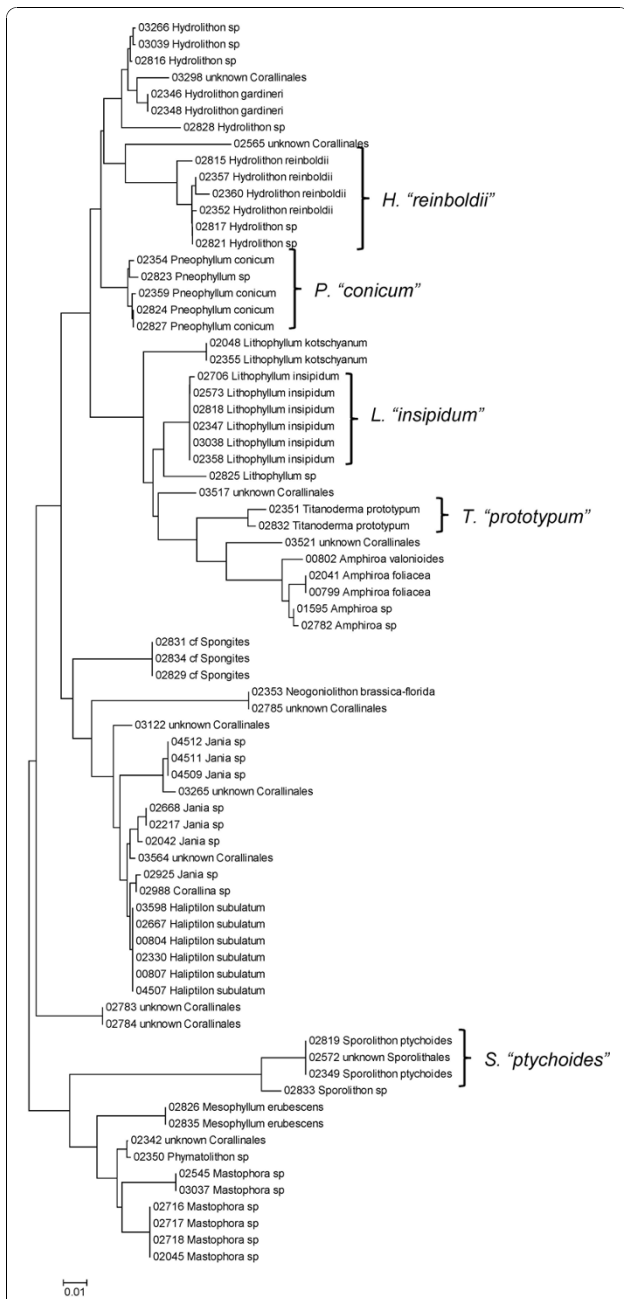 03266 Hydrolithon sp
03039 Hydrolithon sp
02816 Hydrolithon sp
03298 unknown Corallinales
02346 Hydrolithon gardineri
02348 Hydrolithon gardineri
02828 Hydrolithon sp
02565 unknown Corallinales
02815 Hydrolithon reinboldii
02357 Hydrolithon reinboldii
02360 Hydrolithon reinboldii
02352 Hydrolithon reinboldii
02817 Hydrolithon sp
02821 Hydrolithon sp
H. “reinboldii”
02354 Pneophyllum conicum
02823 Pneophyllum sp
02359 Pneophyllum conicum
02824 Pneophyllum conicum
02827 Pneophyllum conicum
P. “conicum”
02048 Lithophyllum kotschyanum
02355 Lithophyllum kotschyanum
02706 Lithophyllum insipidum
02573 Lithophyllum insipidum
02818 Lithophyllum insipidum
02347 Lithophyllum insipidum
03038 Lithophyllum insipidum
02358 Lithophyllum insipidum
L. “insipidum”
02825 Lithophyllum sp
03517 unknown Corallinales
02351 Titanoderma prototypum
02832 Titanoderma prototypum
T. “prototypum”
03521 unknown Corallinales
00802 Amphiroa valonioides
02041 Amphiroa foliacea
00799 Amphiroa foliacea
01595 Amphiroa sp
02782 Amphiroa sp
02831 cf Spongites
02834 cf Spongites
02829 cf Spongites
02353 Neogoniolithon brassica-florida
02785 unknown Corallinales
03122 unknown Corallinales
04512 Jania sp
04511 Jania sp
04509 Jania sp
03265 unknown Corallinales
02668 Jania sp
02217 Jania sp
02042 Jania sp
03564 unknown Corallinales
02925 Jania sp
02988 Corallina sp
03598 Haliptilon subulatum
02667 Haliptilon subulatum
00804 Haliptilon subulatum
02330 Haliptilon subulatum
00807 Haliptilon subulatum
04507 Haliptilon subulatum
02783 unknown Corallinales
02784 unknown Corallinales
02819 Sporolithon ptychoides
02572 unknown Sporolithales
02349 Sporolithon ptychoides
S. “ptychoides”
02833 Sporolithon sp
02826 Mesophyllum erubescens
02835 Mesophyllum erubescens
02342 unknown Corallinales
02350 Phymatolithon sp
02545 Mastophora sp
03037 Mastophora sp
02716 Mastophora sp
02717 Mastophora sp
02718 Mastophora sp
02045 Mastophora sp
0.01